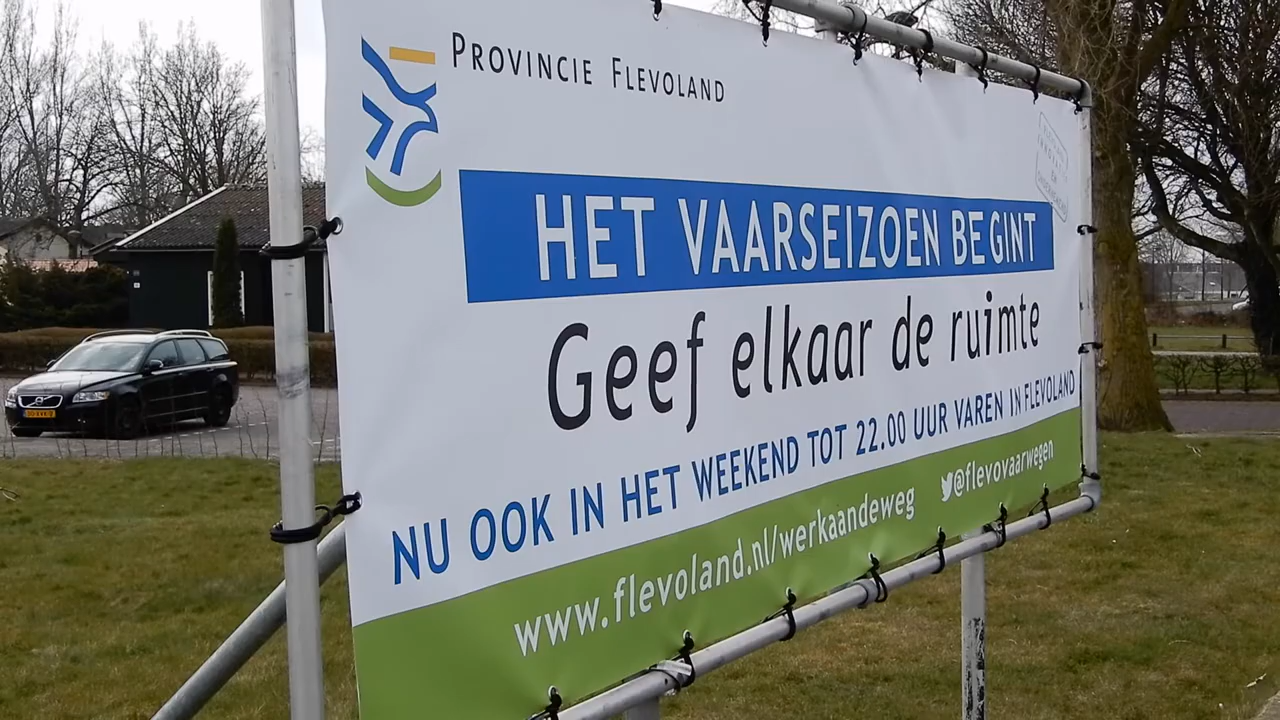 PROVINCIE FLEVOLAND
HET VAARSEIZOEN BEGINT
Geef elkaar de ruimte
NU OOK IN HET WEEKEND TOT 22.00 UUR VAREN IN FLEVOLAND
www.flevoland.nl/werkaandeweg
@flevovaarwegen